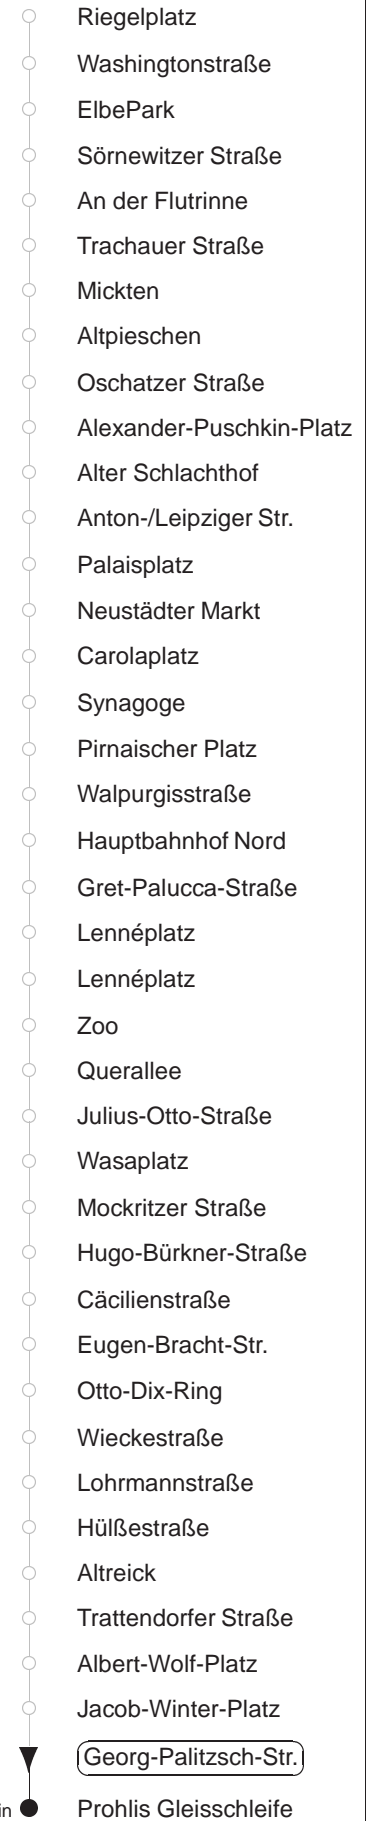 Riegelplatz
Washingtonstraße
ElbePark
Sörnewitzer Straße
An der Flutrinne
Trachauer Straße
Mickten
Altpieschen
Oschatzer Straße
Alexander-Puschkin-Platz
Alter Schlachthof
Anton-/Leipziger Str.
Palaisplatz
Neustädter Markt
Carolaplatz
Synagoge
Pirnaischer Platz
Walpurgisstraße
Hauptbahnhof Nord
Gret-Palucca-Straße
Lennéplatz
Lennéplatz
Zoo
Querallee
Julius-Otto-Straße
Wasaplatz
Mockritzer Straße
Hugo-Bürkner-Straße
Cäcilienstraße
Eugen-Bracht-Str.
Otto-Dix-Ring
Wieckestraße
Lohrmannstraße
Hülßestraße
Altreick
Trattendorfer Straße
Albert-Wolf-Platz
Jacob-Winter-Platz
Georg-Palitzsch-Str.
in Prohlis Gleisschleife